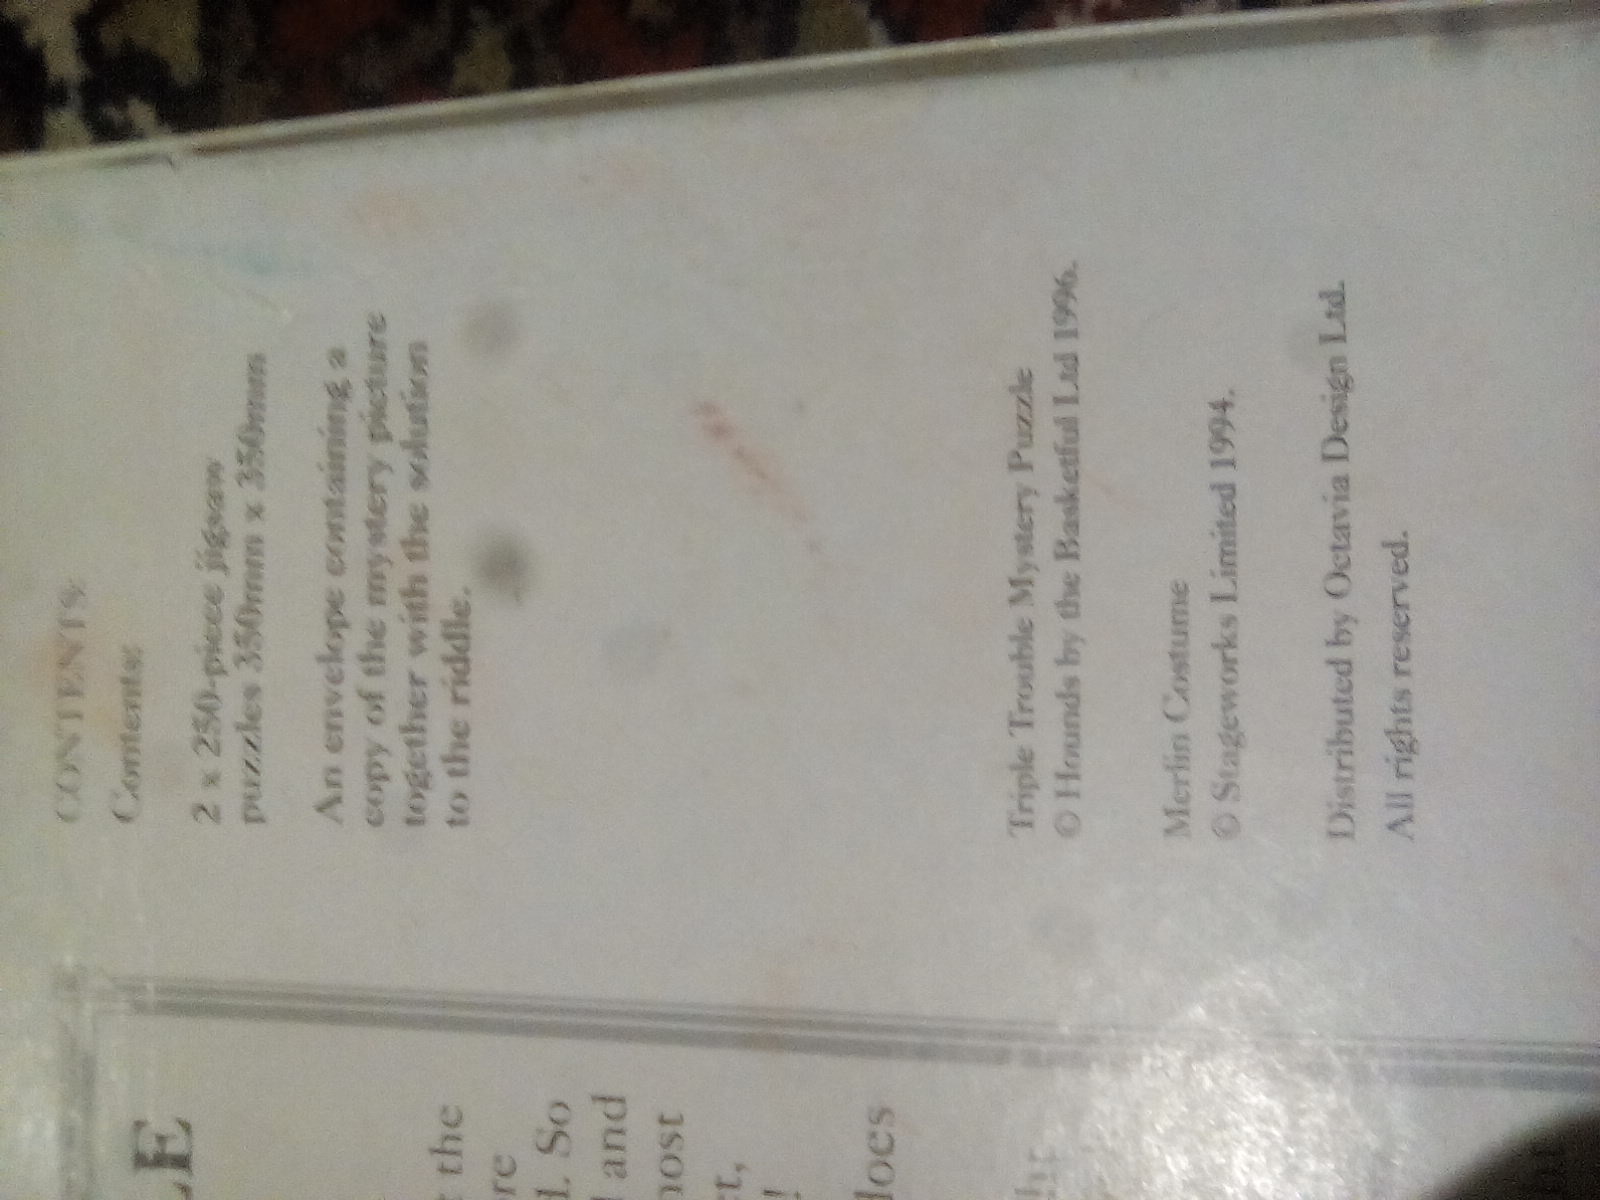 CONTENTS:
Contents:
2 x 250-piece jigsaw
puzzles 350mm x 350mm
An envelope containing a
copy of the mystery picture
together with the solution
to the riddle.
Triple Trouble Mystery Puzzle
© Hounds by the Basketful Ltd 1996.
Merlin Costume
© Stageworks Limited 1994.
Distributed by Octavia Design Ltd.
All rights reserved.
E
the
re
d. So
and
most
t,
!
does